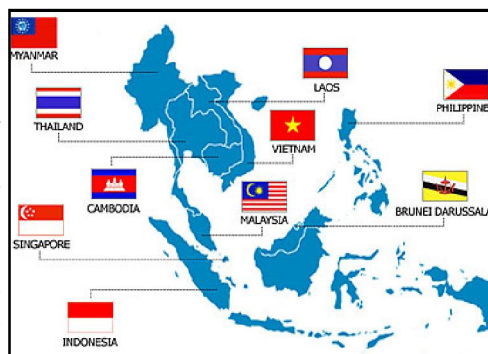 MYANMAR
LAOS
PHILIPPINE
THAILAND
VIETNAM
CAMBODIA
MALAYSIA
BRUNEI DARUSSALA
SINGAPORE
INDONESIA